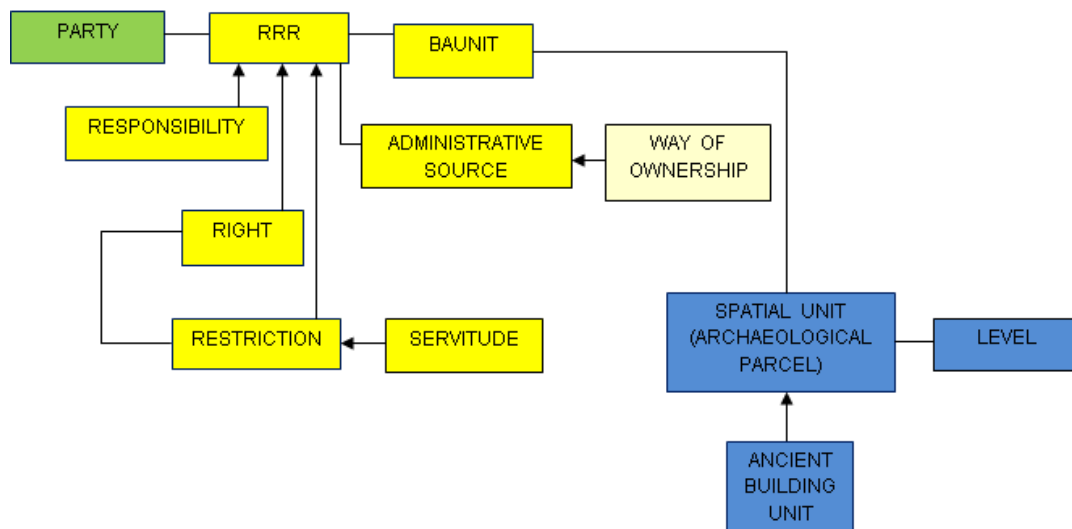 PARTY
RRR
BAUNIT
RESPONSIBILITY
ADMINISTRATIVE
SOURCE
WAY OF
OWNERSHIP
RIGHT
RESTRICTION
SERVITUDE
SPATIAL UNIT
(ARCHAEOLOGICAL
PARCEL)
LEVEL
ANCIENT
BUILDING
UNIT